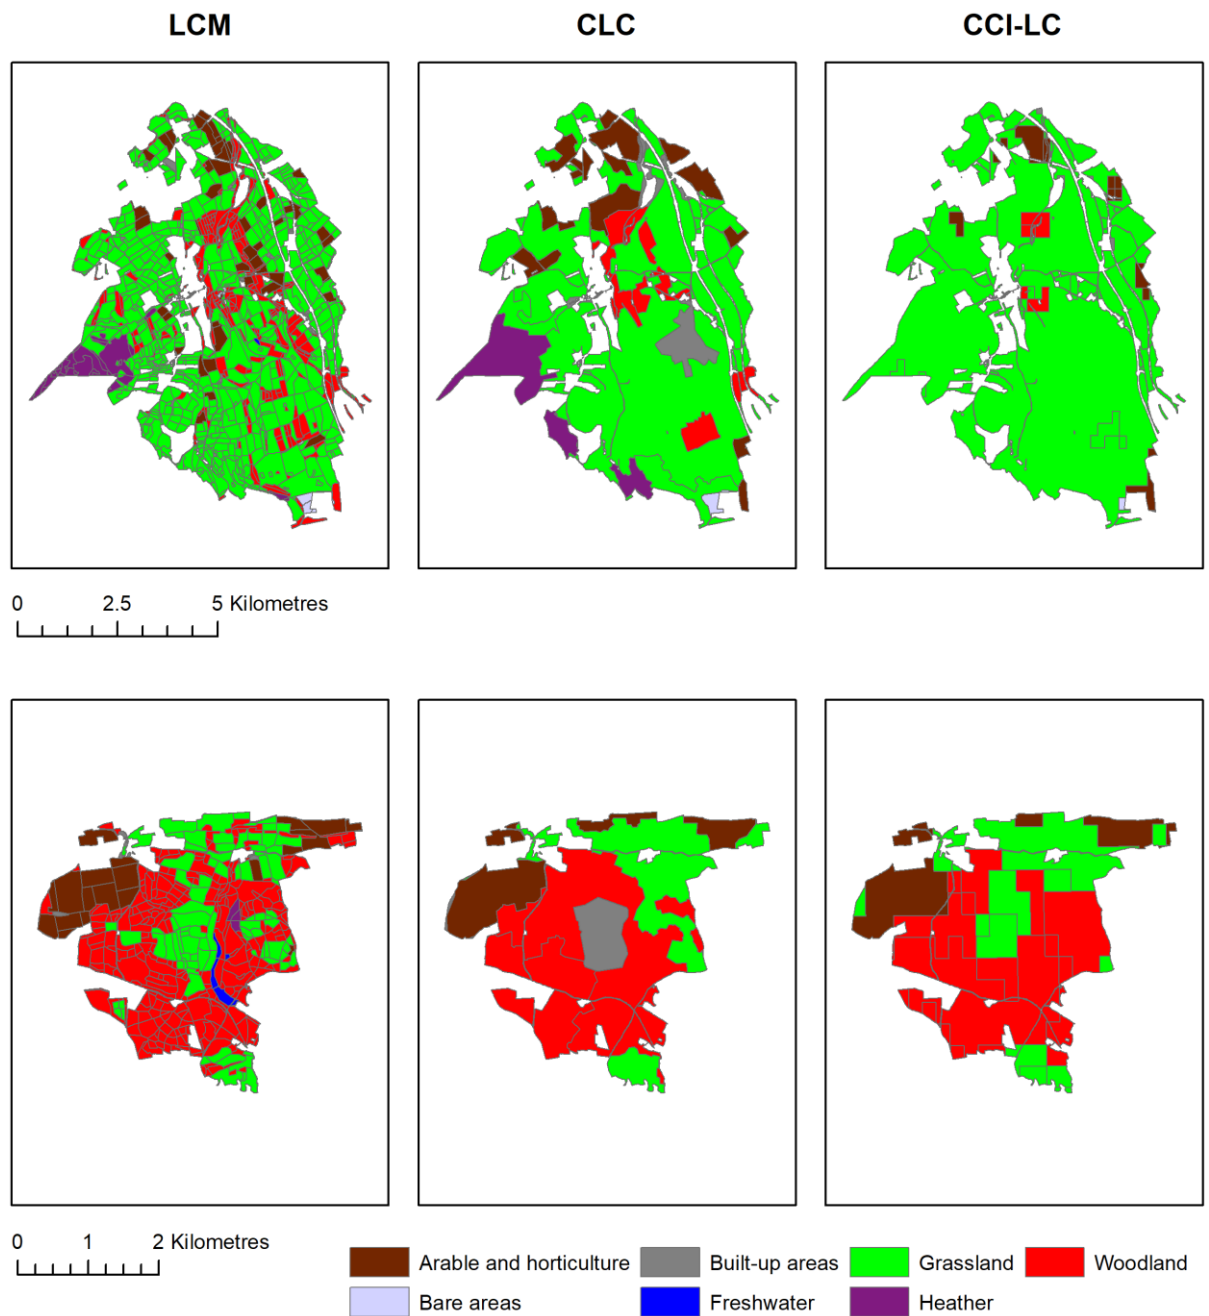 LCM CLC CCI-LC
0 2.5 5 Kilometres
0 1 2 Kilometres
Arable and horticulture Built-up areas Grassland Woodland
Bare areas Freshwater Heather